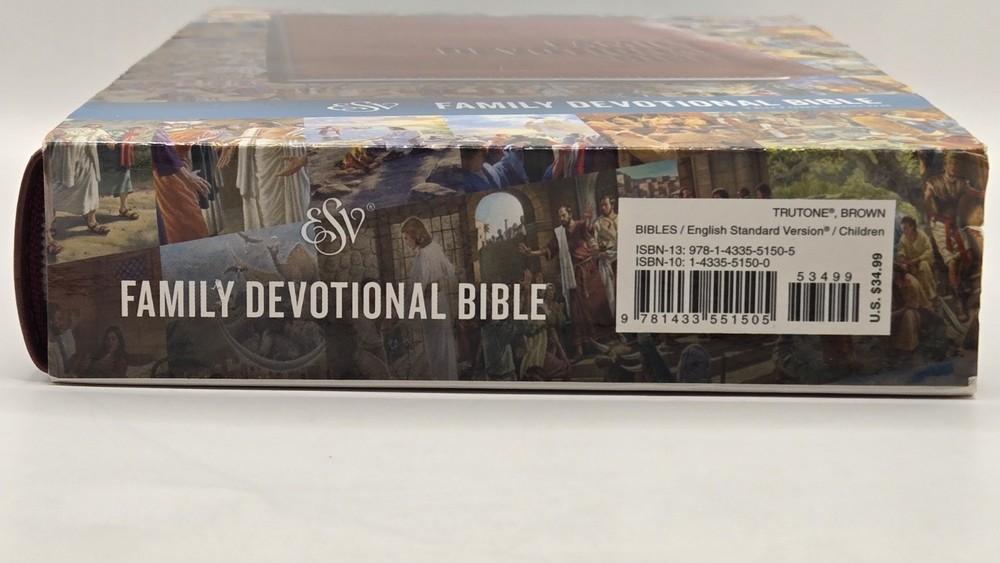 ESV FAMILY DEVOTIONAL BIBLE
ESV®
FAMILY DEVOTIONAL BIBLE
TRUTONE®, BROWN
BIBLES / English Standard Version® / Children
ISBN-13: 978-1-4335-5150-5
ISBN-10: 1-4335-5150-0
53499
9 781433 551505
U.S. $34.99